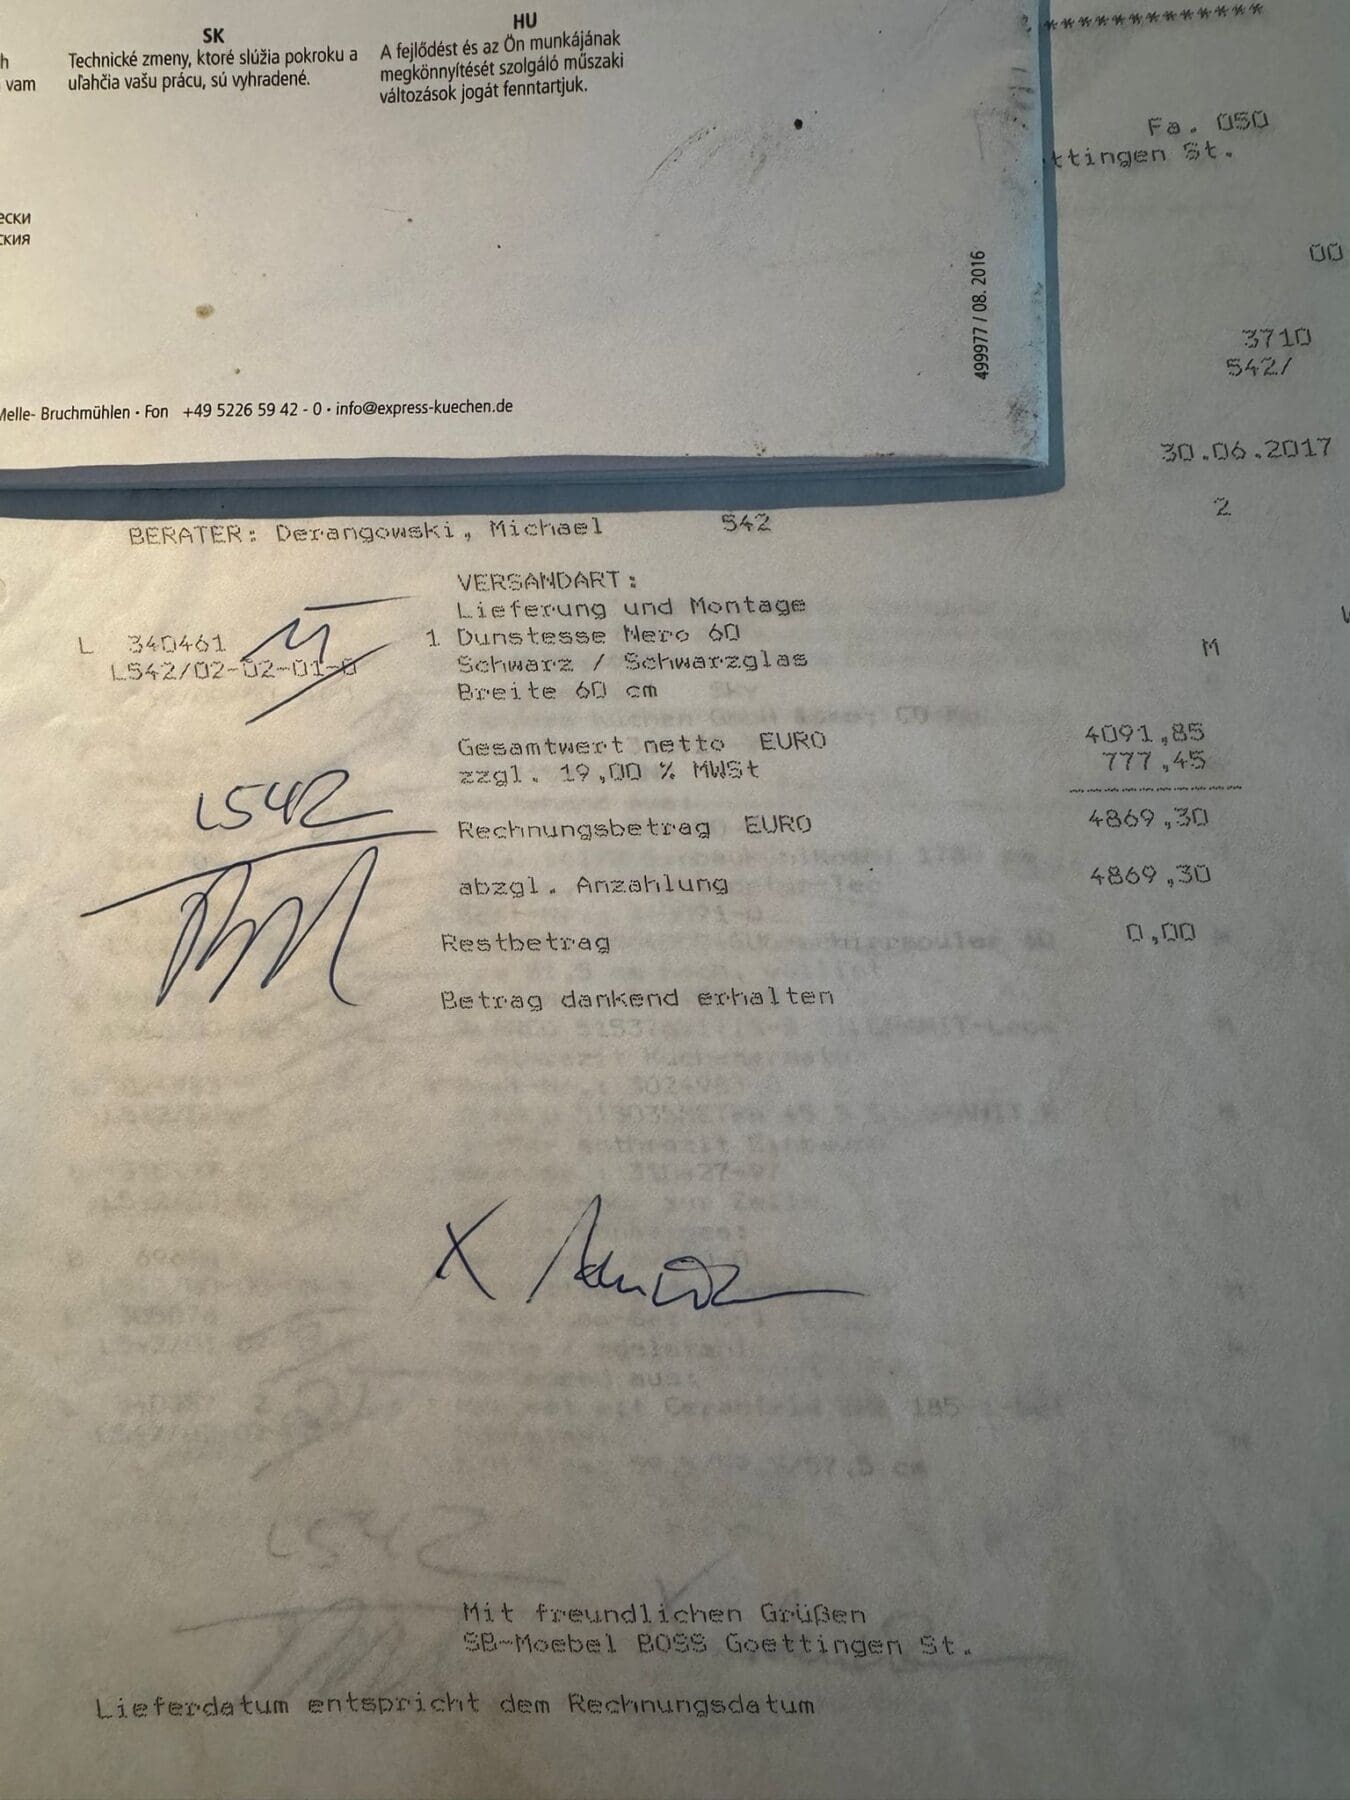 SK
Technické zmeny, ktoré slúžia pokroku a
uľahčia vašu prácu, sú vyhradené.
HU
A fejlődést és az Ön munkájának
megkönnyítését szolgáló műszaki
változások jogát fenntartjuk.
h
vam
ески
ския
499977 / 08. 2016
Melle- Bruchmühlen · Fon +49 5226 59 42 - 0 · info@express-kuechen.de
**************
Fa. 050
ttingen St.
00
3710
542/
30.06.2017
2
BERATER: Derangowski, Michael 542
VERSANDART:
Lieferung und Montage
L 340461 1 Dunstesse Nero 60
L542/02-02-01-0 Schwarz / Schwarzglas M
Breite 60 cm
Gesamtwert netto EURO 4091,85
zzgl. 19,00 % MWSt 777,45
L542
Rechnungsbetrag EURO 4869,30
abzgl. Anzahlung 4869,30
Restbetrag 0,00
Betrag dankend erhalten
X
Mit freundlichen Grüßen
SB-Moebel BOSS Goettingen St.
Lieferdatum entspricht dem Rechnungsdatum